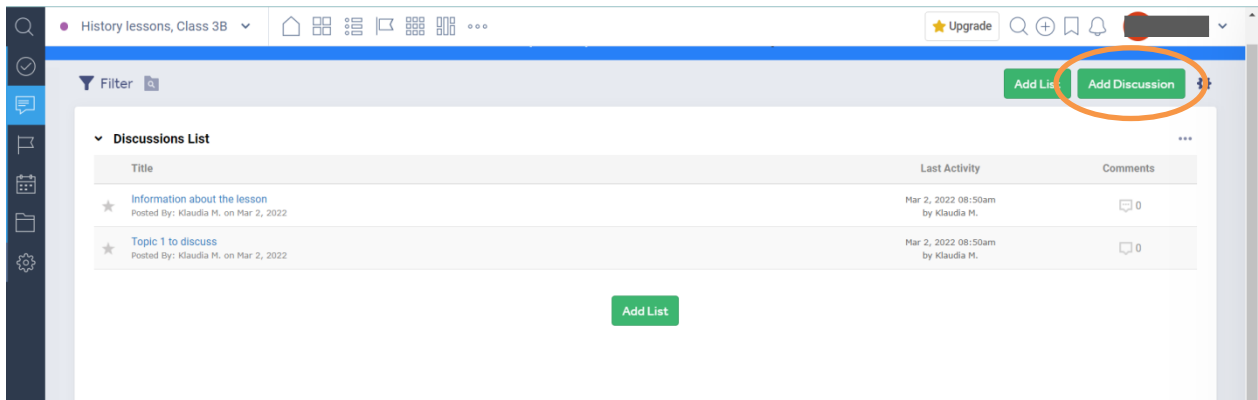 History lessons, Class 3B
Upgrade
Filter
Add List
Add Discussion
Discussions List
Title
Last Activity
Comments
Information about the lesson
Posted By: Klaudia M. on Mar 2, 2022
Mar 2, 2022 08:50am
by Klaudia M.
0
Topic 1 to discuss
Posted By: Klaudia M. on Mar 2, 2022
Mar 2, 2022 08:50am
by Klaudia M.
0
Add List